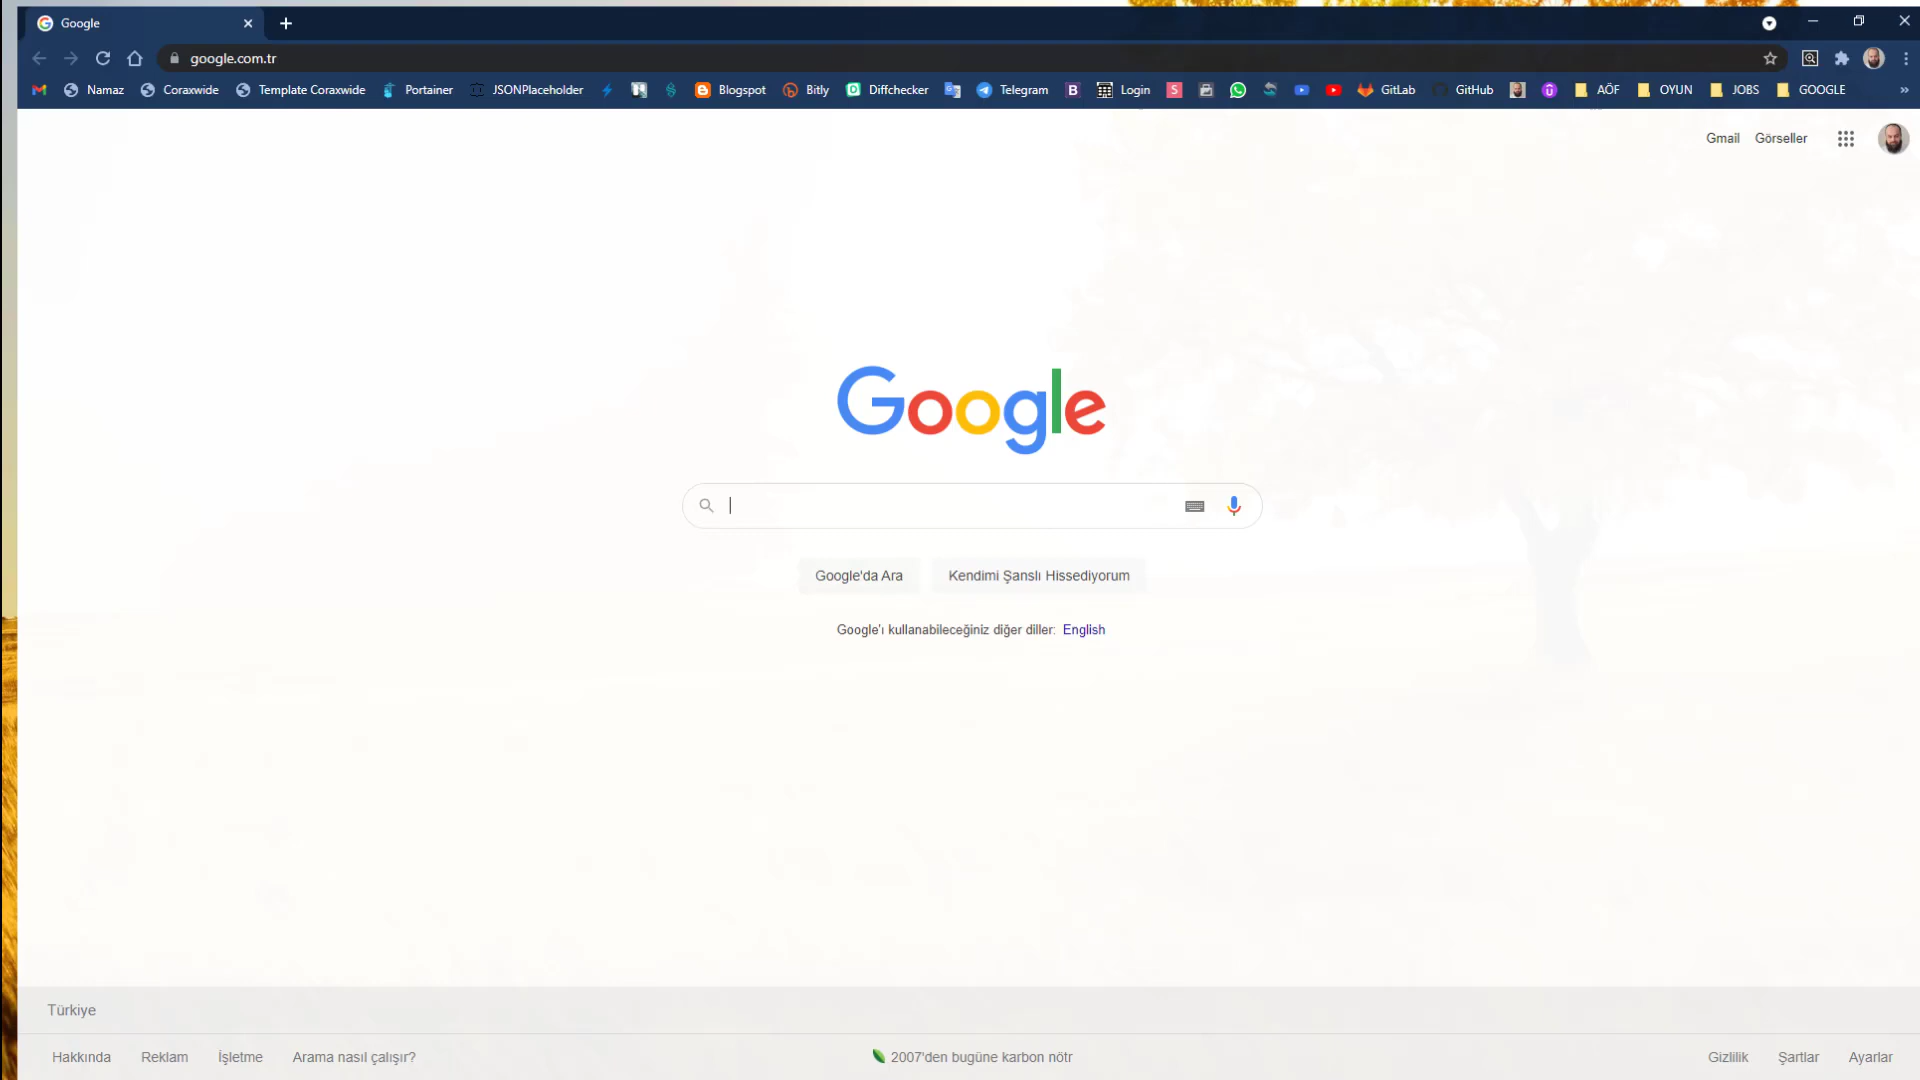 Google
google.com.tr
Namaz Coraxwide Template Coraxwide Portainer JSONPlaceholder Blogspot Bitly Diffchecker Telegram B Login S GitLab GitHub AÖF OYUN JOBS GOOGLE »
Gmail Görseller
Google
Google'da Ara Kendimi Şanslı Hissediyorum
Google'ı kullanabileceğiniz diğer diller: English
Türkiye
Hakkında Reklam İşletme Arama nasıl çalışır? 2007'den bugüne karbon nötr Gizlilik Şartlar Ayarlar